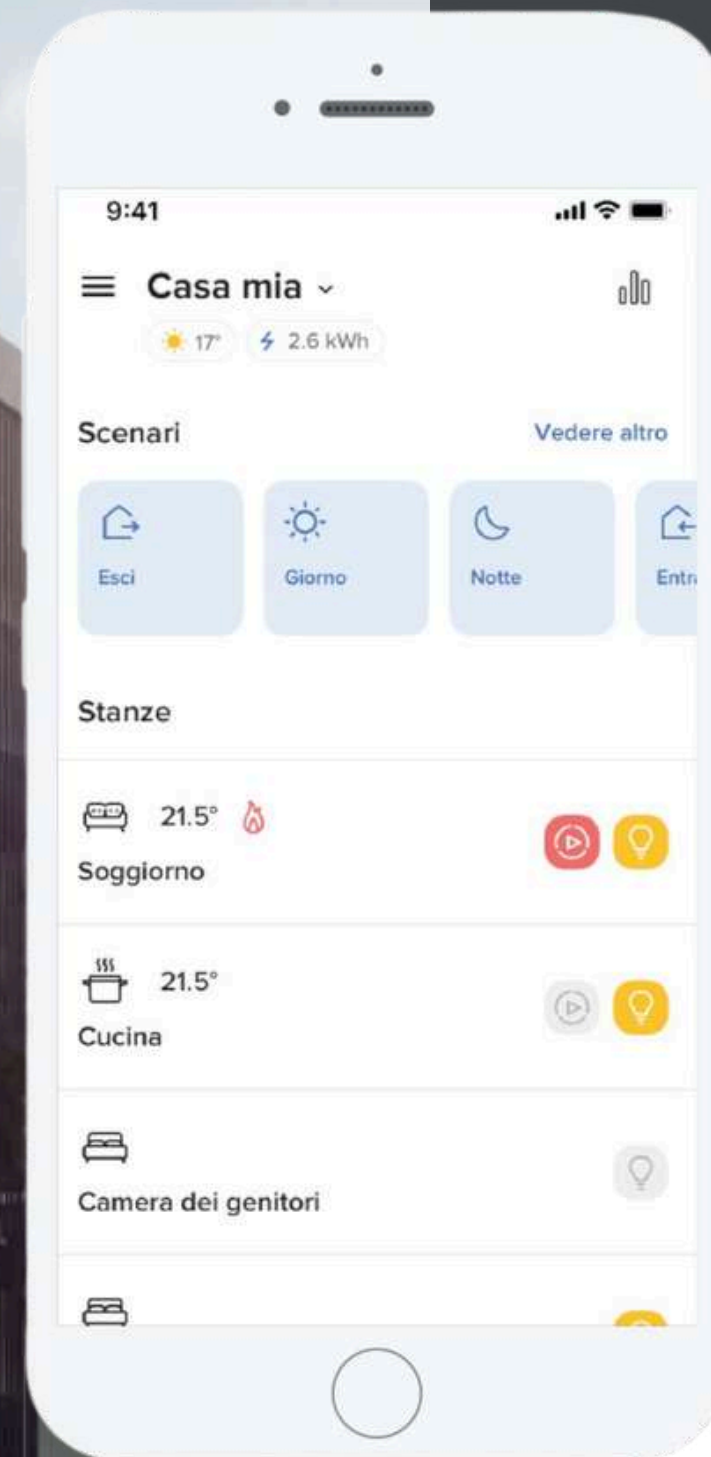 9:41
Casa mia
17° 2.6 kWh
Scenari Vedere altro
Esci Giorno Notte Entra
Stanze
21.5°
Soggiorno
21.5°
Cucina
Camera dei genitori